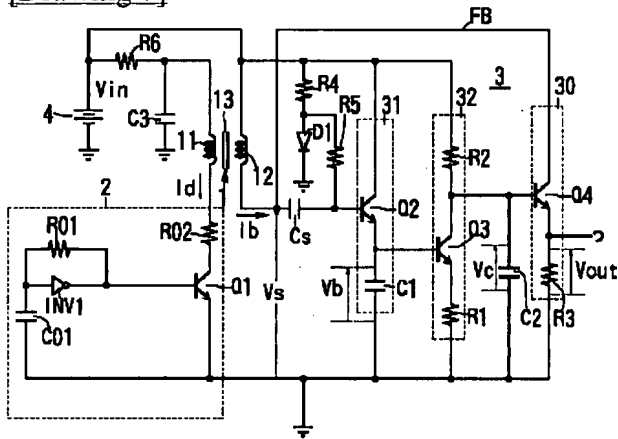 FB
R6
Vin
4
C3
13
11
12
Id
Ib
R4
D1
R5
31
32
3
30
R2
Q2
Q3
Q4
Cs
2
R01
R02
INV1
C01
Q1
Vs
Vb
C1
R1
Vc
C2
R3
Vout